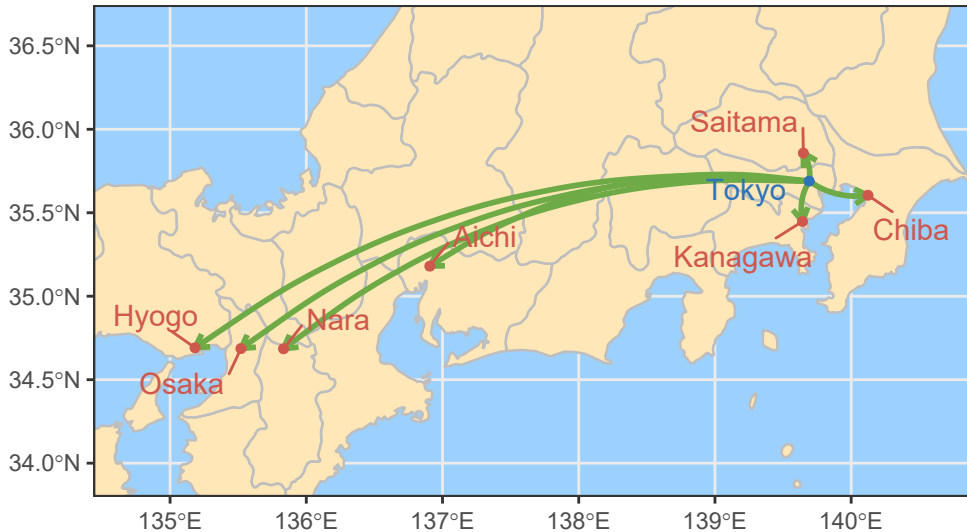 36.5°N
36.0°N
35.5°N
35.0°N
34.5°N
34.0°N
Saitama
Tokyo
Chiba
Aichi
Kanagawa
Hyogo
Nara
Osaka
135°E
136°E
137°E
138°E
139°E
140°E